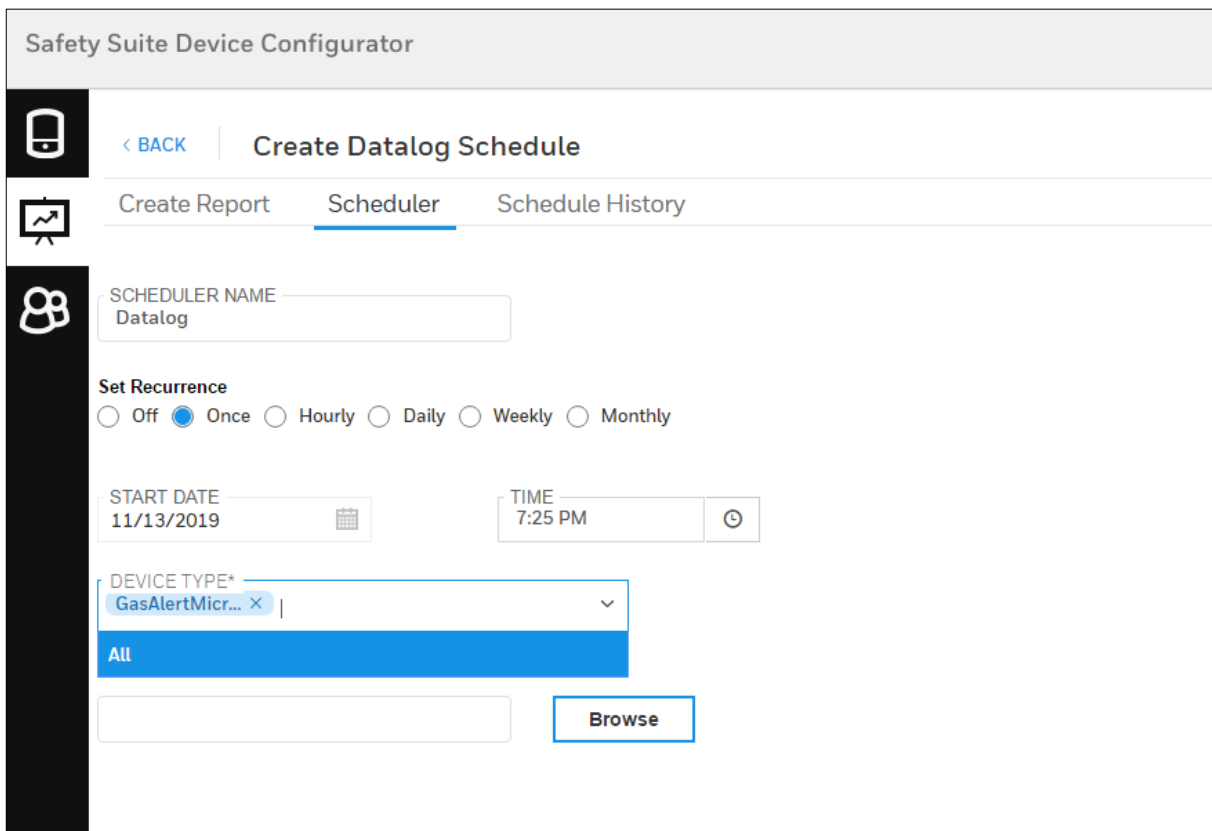 Safety Suite Device Configurator
< BACK Create Datalog Schedule
Create Report Scheduler Schedule History
SCHEDULER NAME
Datalog
Set Recurrence
Off Once Hourly Daily Weekly Monthly
START DATE TIME
11/13/2019 7:25 PM
DEVICE TYPE*
GasAlertMicr... ×
All
Browse